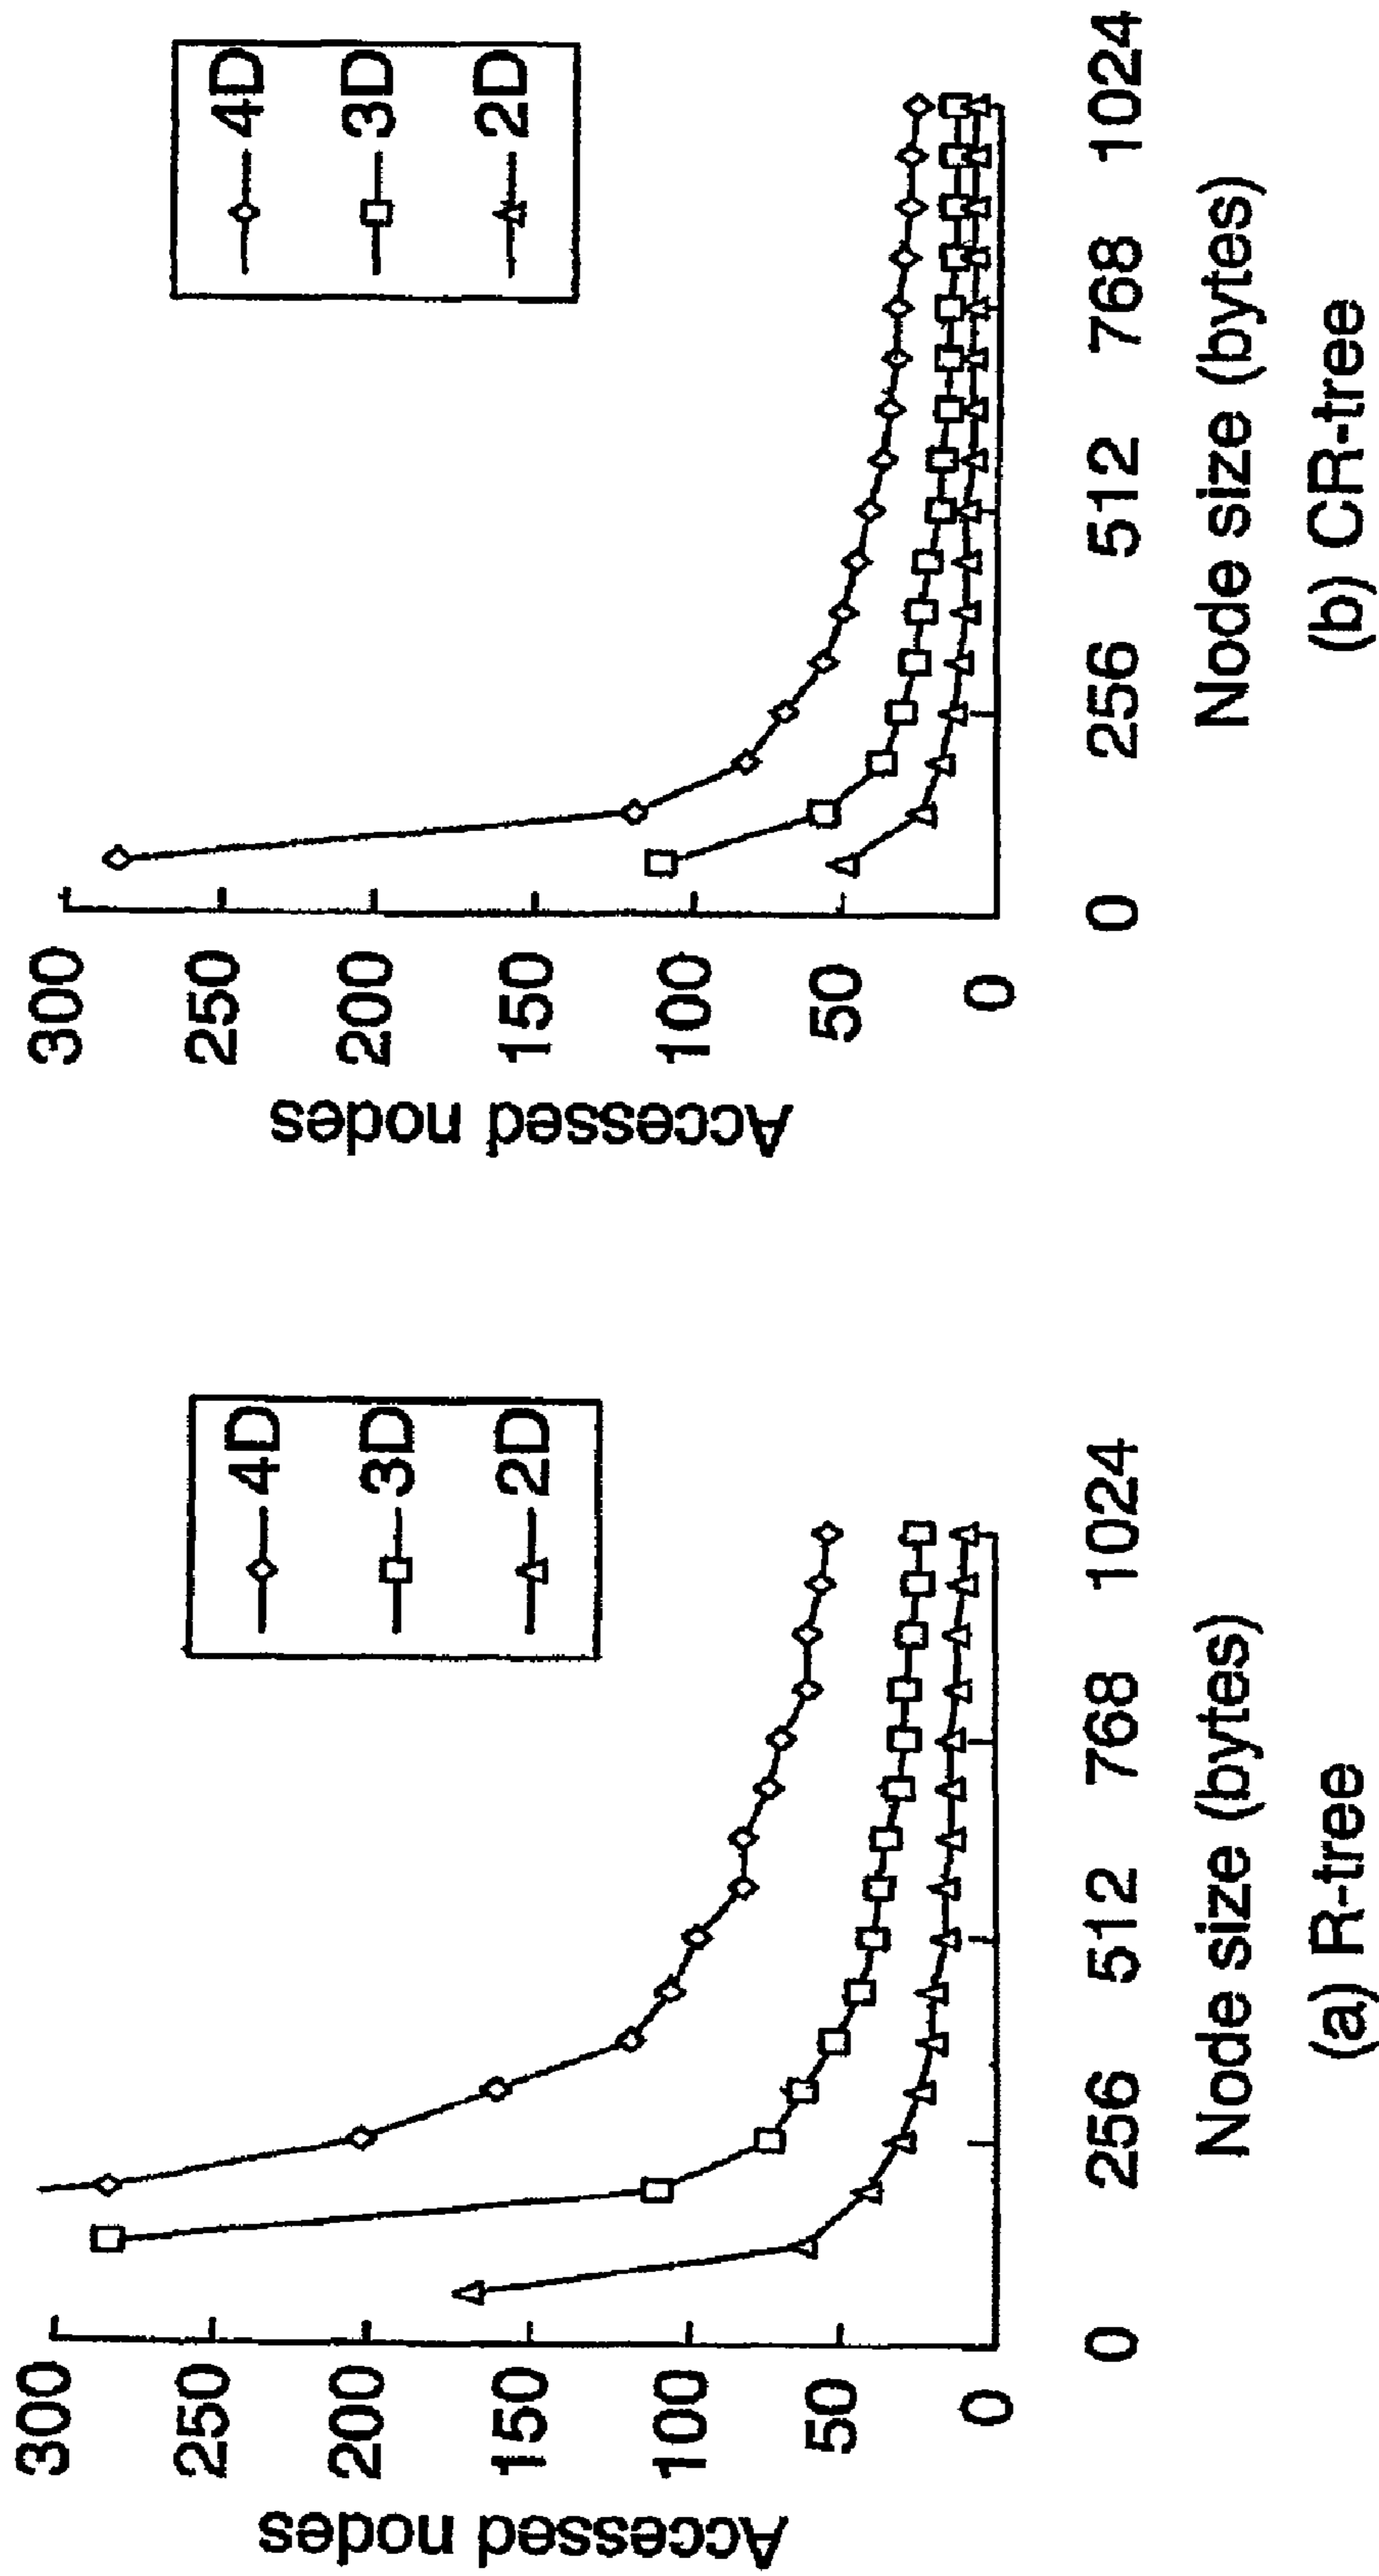 Accessed nodes
300
250
200
150
100
50
0
4D
3D
2D
0 256 512 768 1024
Node size (bytes)
(a) R-tree
Accessed nodes
300
250
200
150
100
50
0
4D
3D
2D
0 256 512 768 1024
Node size (bytes)
(b) CR-tree